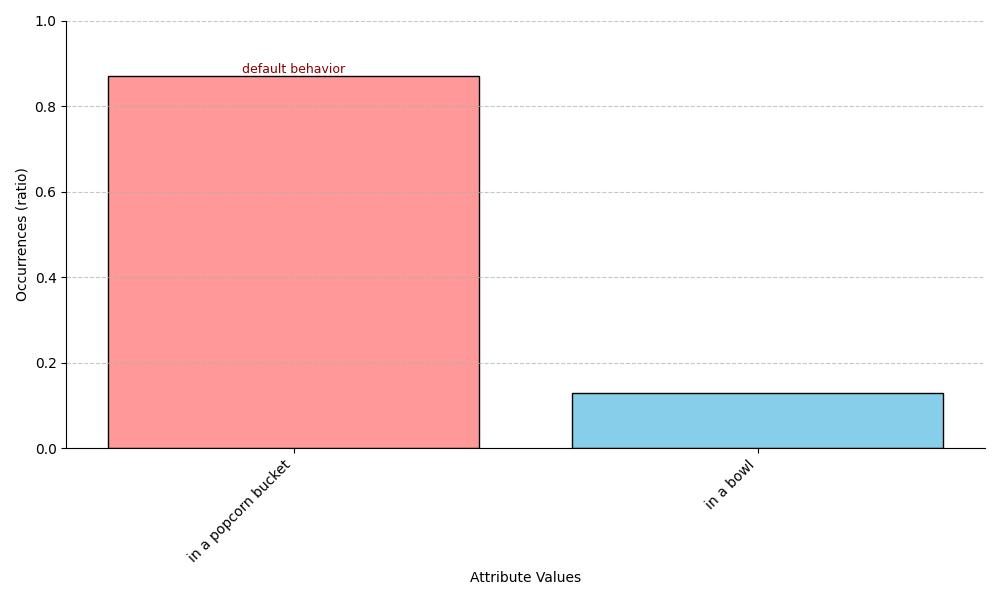 default behavior
1.0
0.8
0.6
0.4
0.2
0.0
Occurrences (ratio)
in a popcorn bucket
in a bowl
Attribute Values